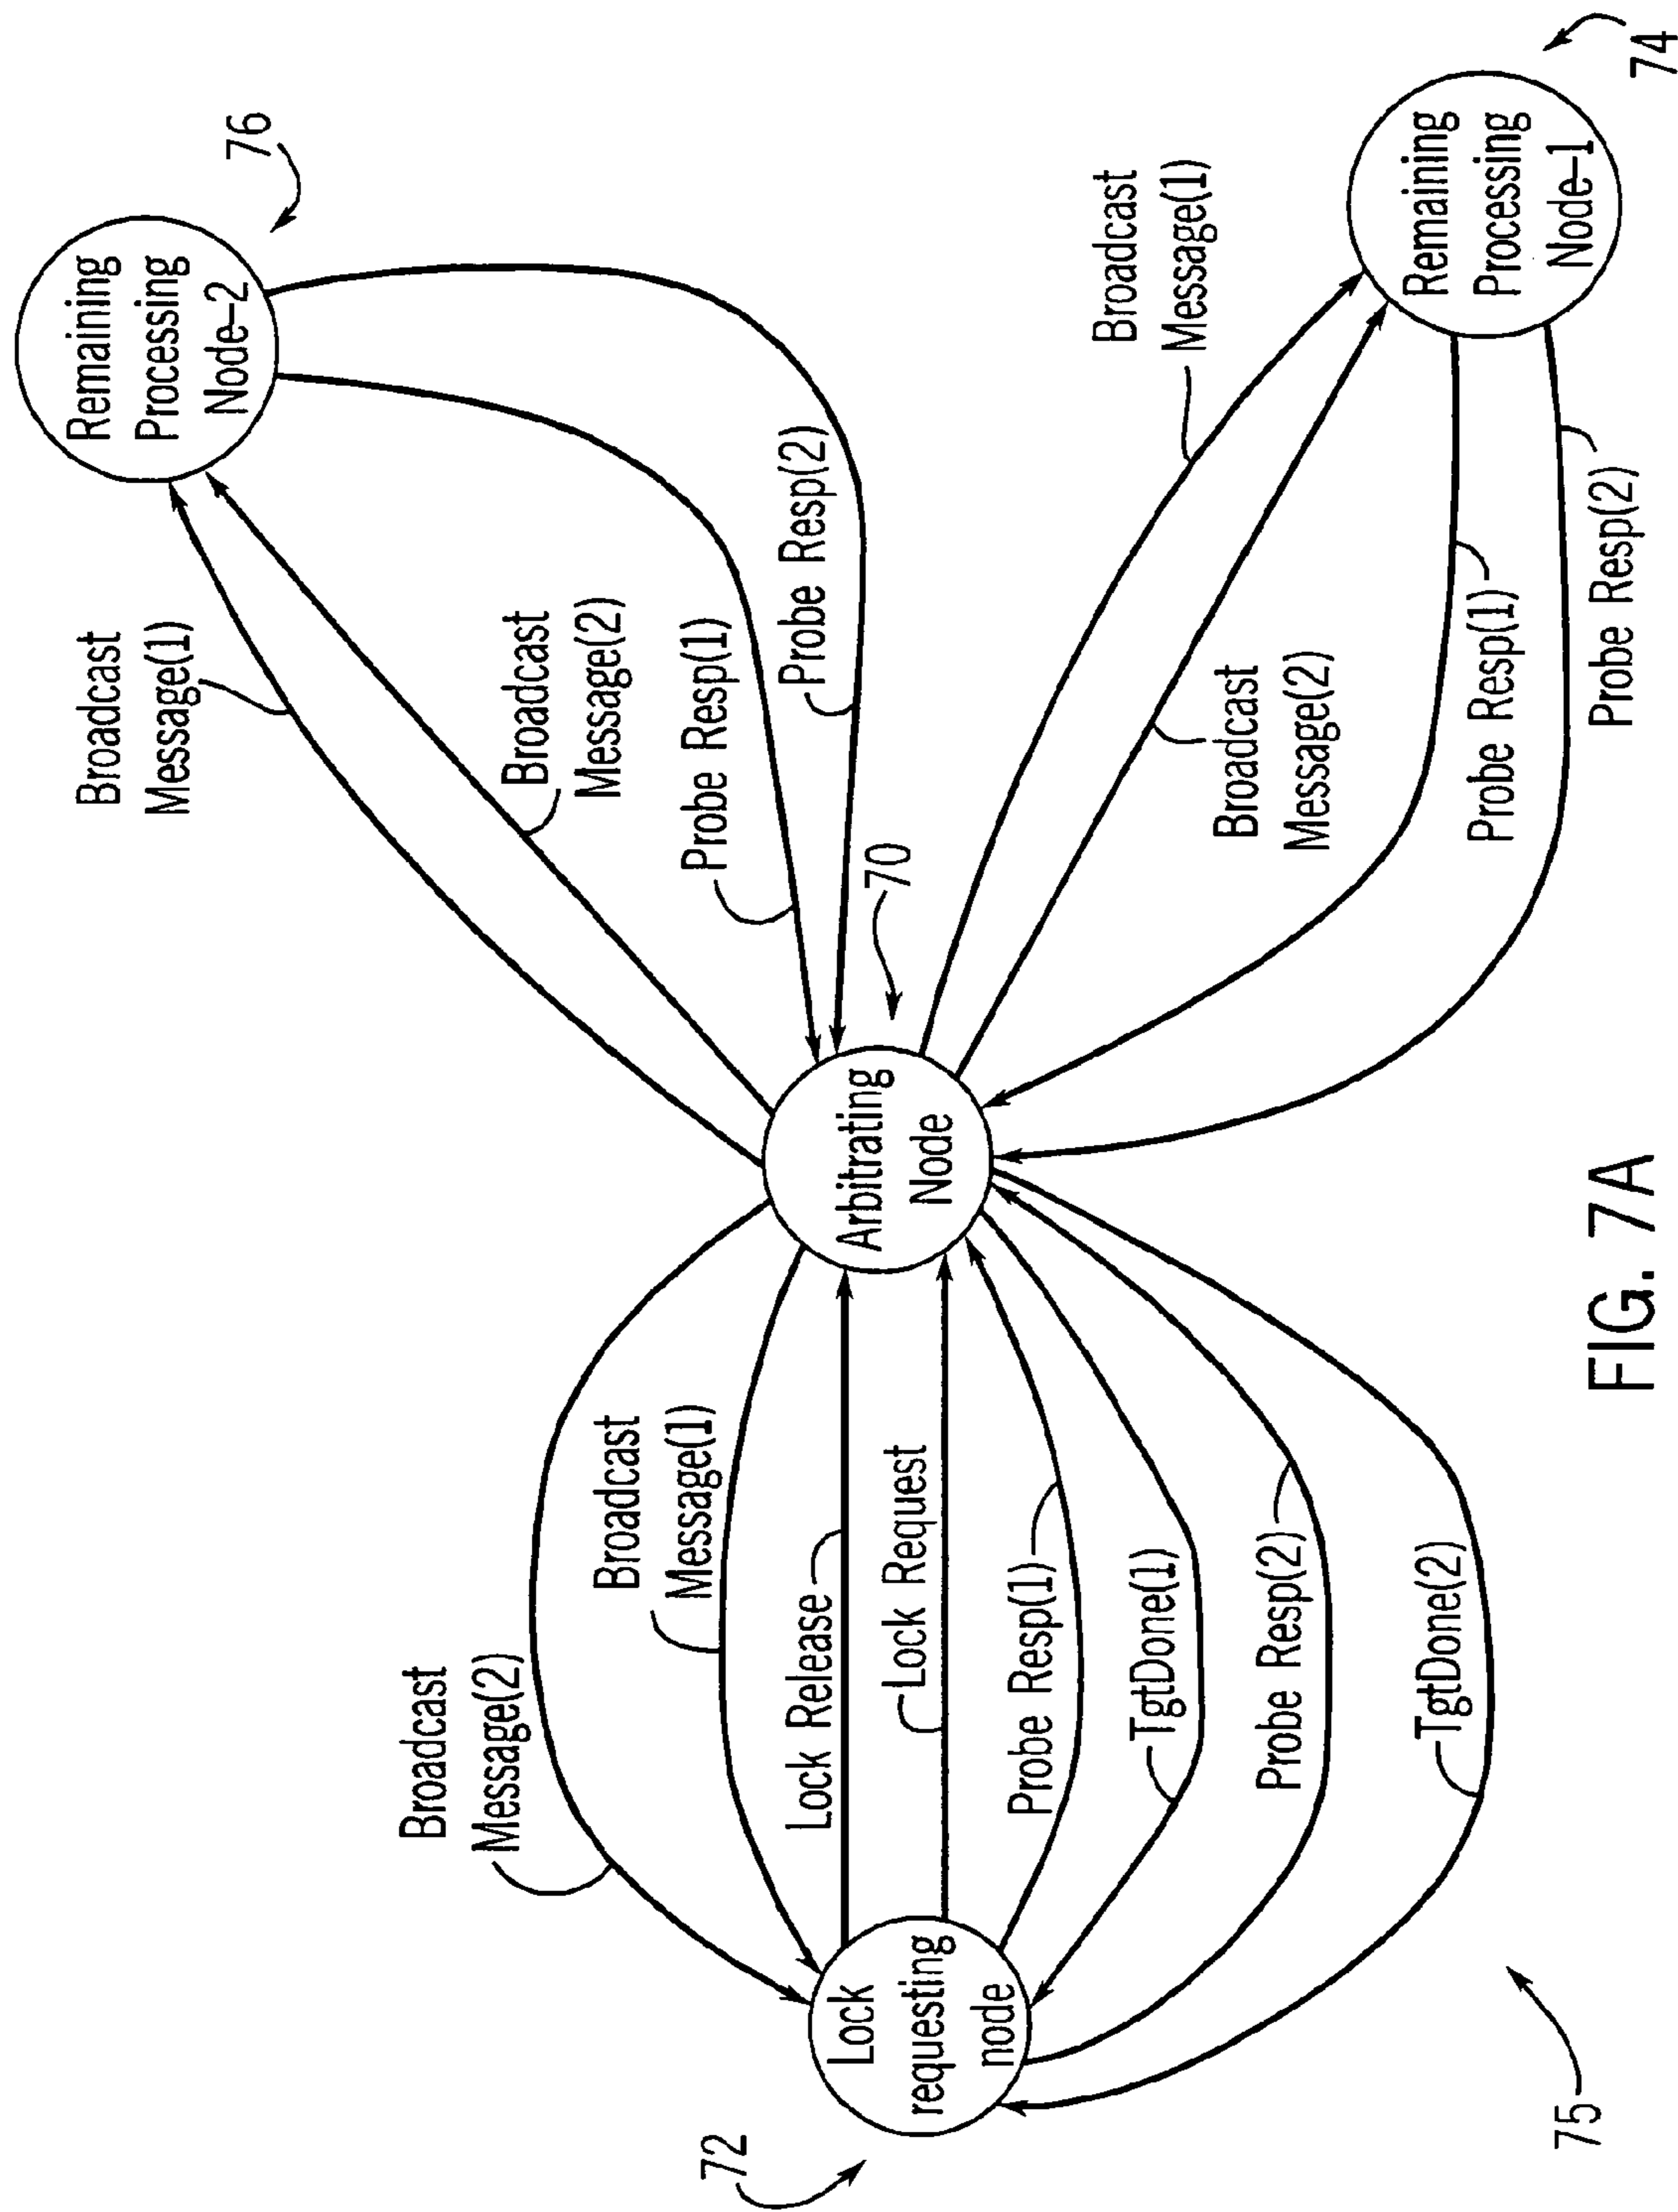 76
Remaining
Processing
Node-2
Broadcast
Message(1)
Broadcast
Message(2)
Probe Resp(1)
Probe Resp(2)
70
Arbitrating
Node
Broadcast
Message(2)
Broadcast
Message(1)
Lock Release
Lock Request
Probe Resp(1)
TgtDone(1)
Probe Resp(2)
TgtDone(2)
72
Lock
requesting
node
75
Broadcast
Message(1)
Broadcast
Message(2)
Probe Resp(1)
Probe Resp(2)
Remaining
Processing
Node-1
74
FIG. 7A